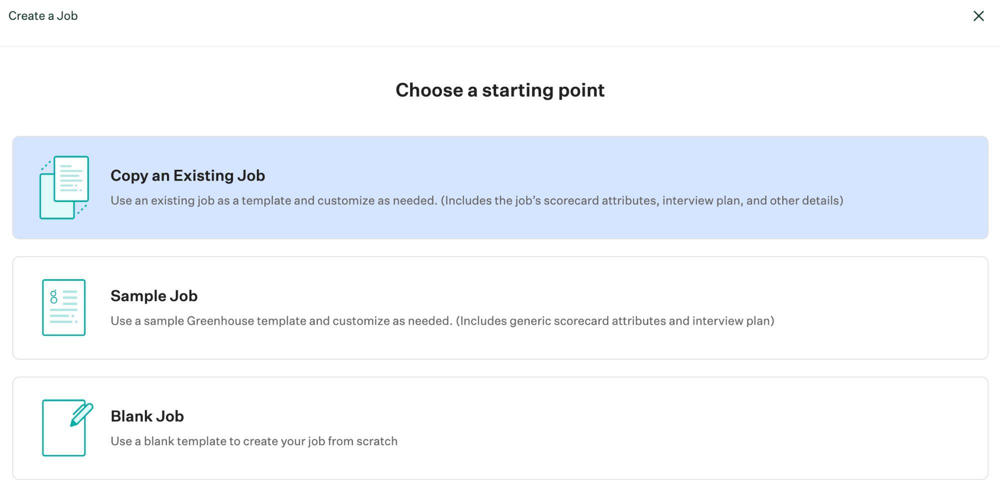 Create a Job
Choose a starting point
Copy an Existing Job
Use an existing job as a template and customize as needed. (Includes the job’s scorecard attributes, interview plan, and other details)
Sample Job
Use a sample Greenhouse template and customize as needed. (Includes generic scorecard attributes and interview plan)
Blank Job
Use a blank template to create your job from scratch